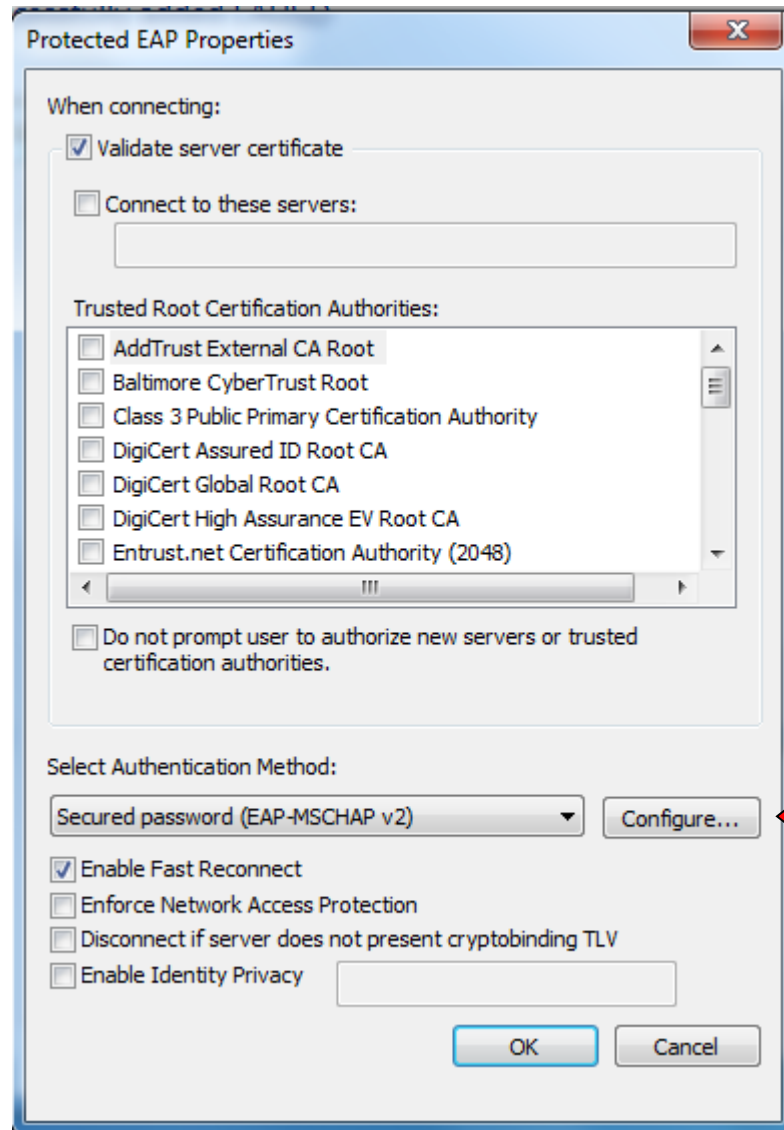 Protected EAP Properties
When connecting:
Validate server certificate
Connect to these servers:
Trusted Root Certification Authorities:
AddTrust External CA Root
Baltimore CyberTrust Root
Class 3 Public Primary Certification Authority
DigiCert Assured ID Root CA
DigiCert Global Root CA
DigiCert High Assurance EV Root CA
Entrust.net Certification Authority (2048)
Do not prompt user to authorize new servers or trusted
certification authorities.
Select Authentication Method:
Secured password (EAP-MSCHAP v2) Configure...
Enable Fast Reconnect
Enforce Network Access Protection
Disconnect if server does not present cryptobinding TLV
Enable Identity Privacy
OK Cancel